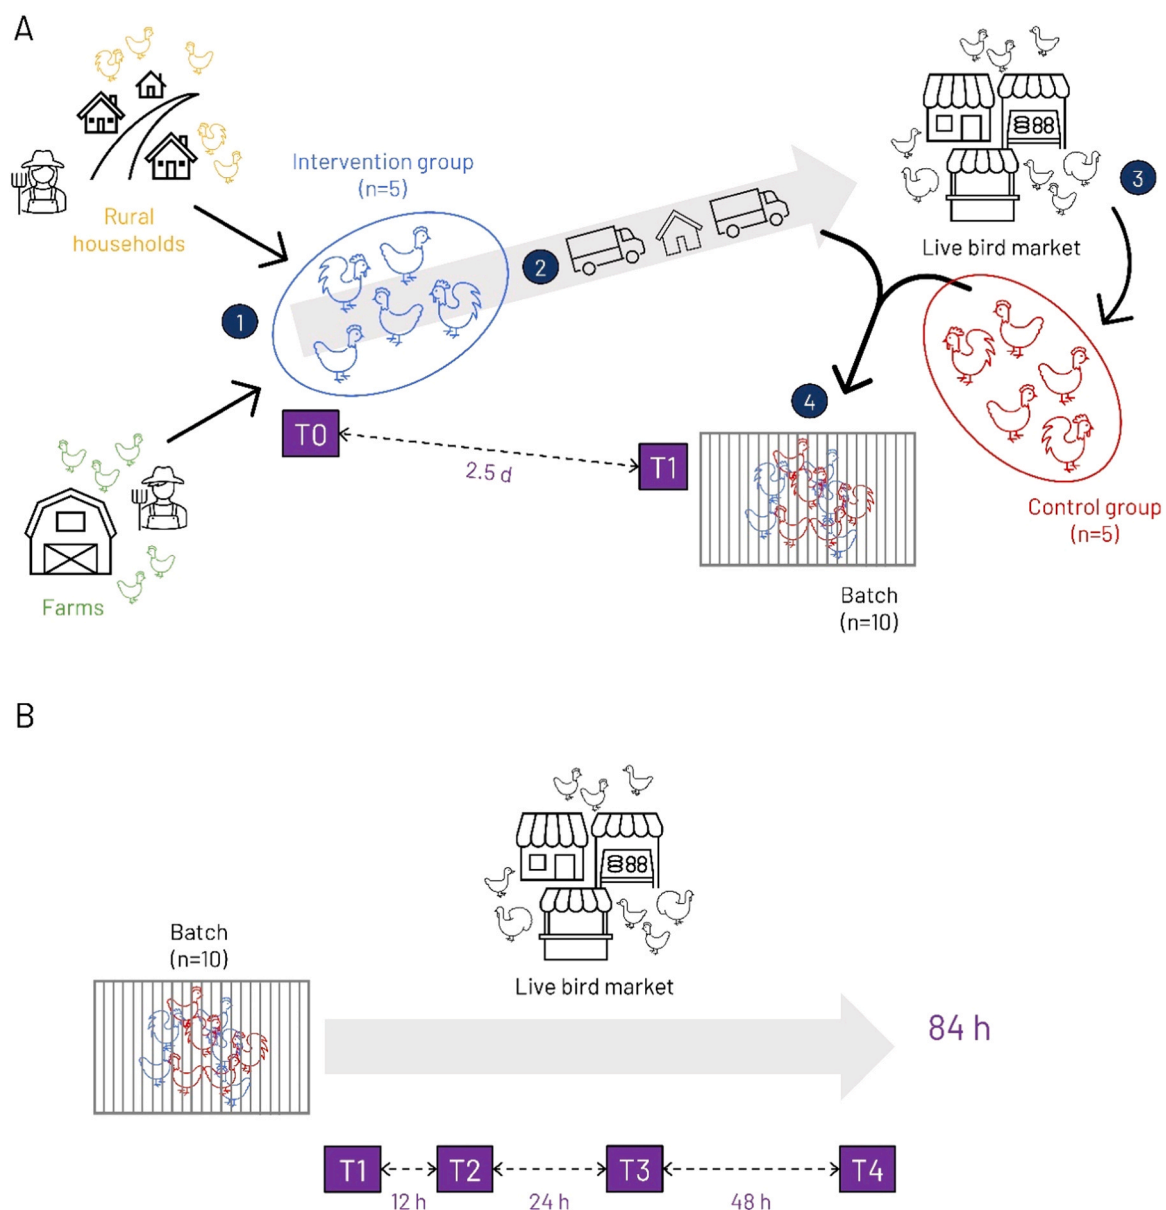 A
Rural
households
Intervention group
(n=5)
1
2
3
Live bird market
4
T0
2.5 d
T1
Control group
(n=5)
Farms
Batch
(n=10)
B
Live bird market
Batch
(n=10)
84 h
T1
T2
T3
T4
12 h
24 h
48 h